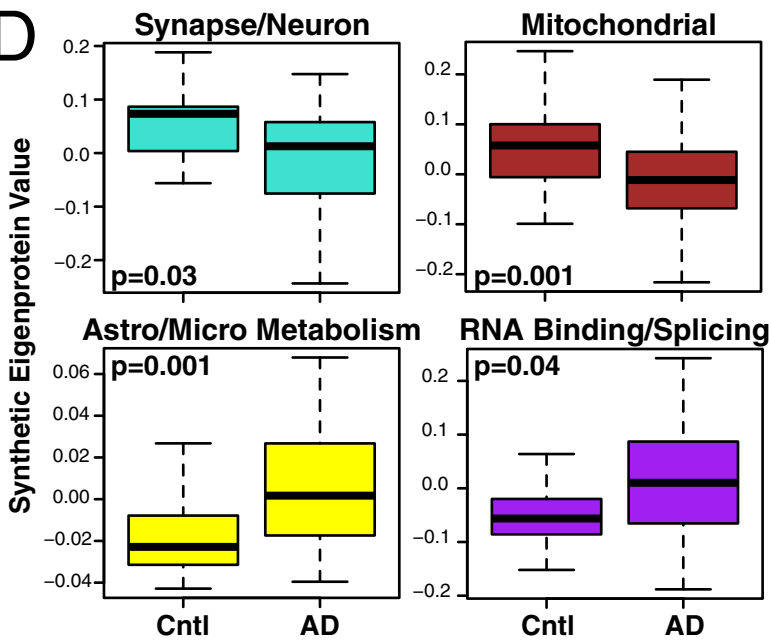 D
Synapse/Neuron
Mitochondrial
Synthetic Eigenprotein Value
0.2
0.1
0.0
−0.1
−0.2
p=0.03
0.2
0.1
0.0
−0.1
−0.2
p=0.001
Astro/Micro Metabolism
RNA Binding/Splicing
0.06
0.04
0.02
0.00
−0.02
−0.04
p=0.001
0.2
0.1
0.0
−0.1
−0.2
p=0.04
Cntl AD
Cntl AD